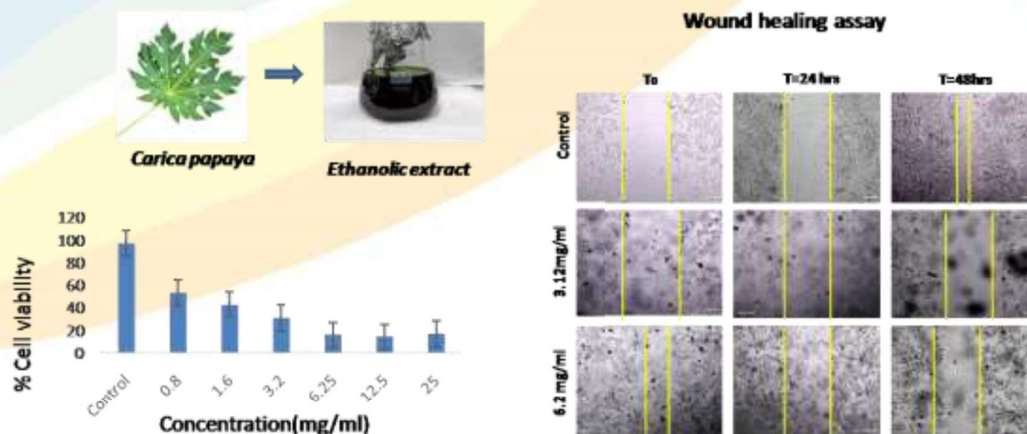 Wound healing assay
Carica papaya
Ethanolic extract
120
100
80
60
40
20
0
% Cell viability
Control
0.8
1.6
3.2
6.25
12.5
25
Concentration(mg/ml)
To
T=24 hrs
T=48hrs
Control
3.12mg/ml
6.2 mg/ml